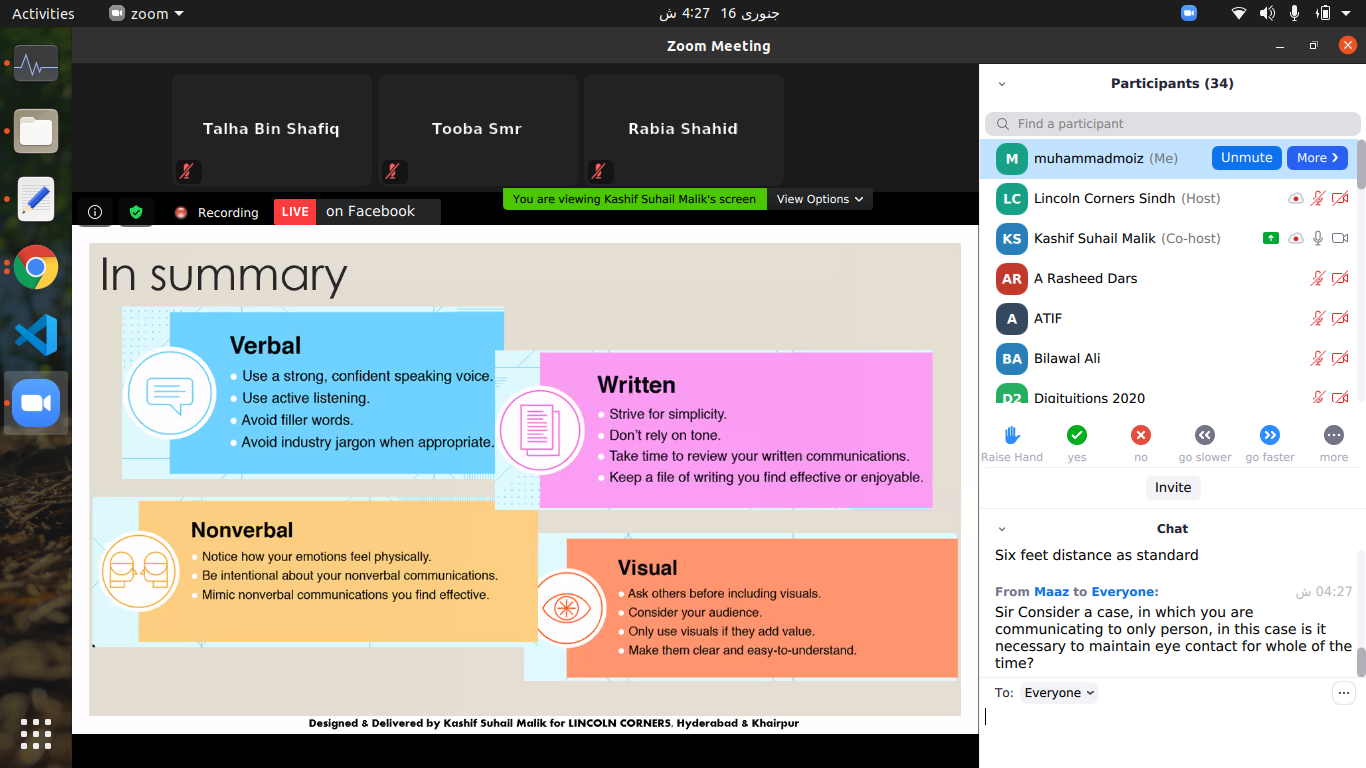 Activities
zoom
جنوری 16  4:27 ش
Zoom Meeting
Talha Bin Shafiq
Tooba Smr
Rabia Shahid
Recording
LIVE on Facebook
You are viewing Kashif Suhail Malik's screen
View Options
In summary
Verbal
Use a strong, confident speaking voice.
Use active listening.
Avoid filler words.
Avoid industry jargon when appropriate.
Written
Strive for simplicity.
Don't rely on tone.
Take time to review your written communications.
Keep a file of writing you find effective or enjoyable.
Nonverbal
Notice how your emotions feel physically.
Be intentional about your nonverbal communications.
Mimic nonverbal communications you find effective.
Visual
Ask others before including visuals.
Consider your audience.
Only use visuals if they add value.
Make them clear and easy-to-understand.
Designed & Delivered by Kashif Suhail Malik for LINCOLN CORNERS, Hyderabad & Khairpur
Participants (34)
Find a participant
M muhammadmoiz (Me) Unmute More
LC Lincoln Corners Sindh (Host)
KS Kashif Suhail Malik (Co-host)
AR A Rasheed Dars
A ATIF
BA Bilawal Ali
D2 Digituitions 2020
Raise Hand
yes
no
go slower
go faster
more
Invite
Chat
Six feet distance as standard
From Maaz to Everyone: 04:27 ش
Sir Consider a case, in which you are
communicating to only person, in this case is it
necessary to maintain eye contact for whole of the
time?
To: Everyone